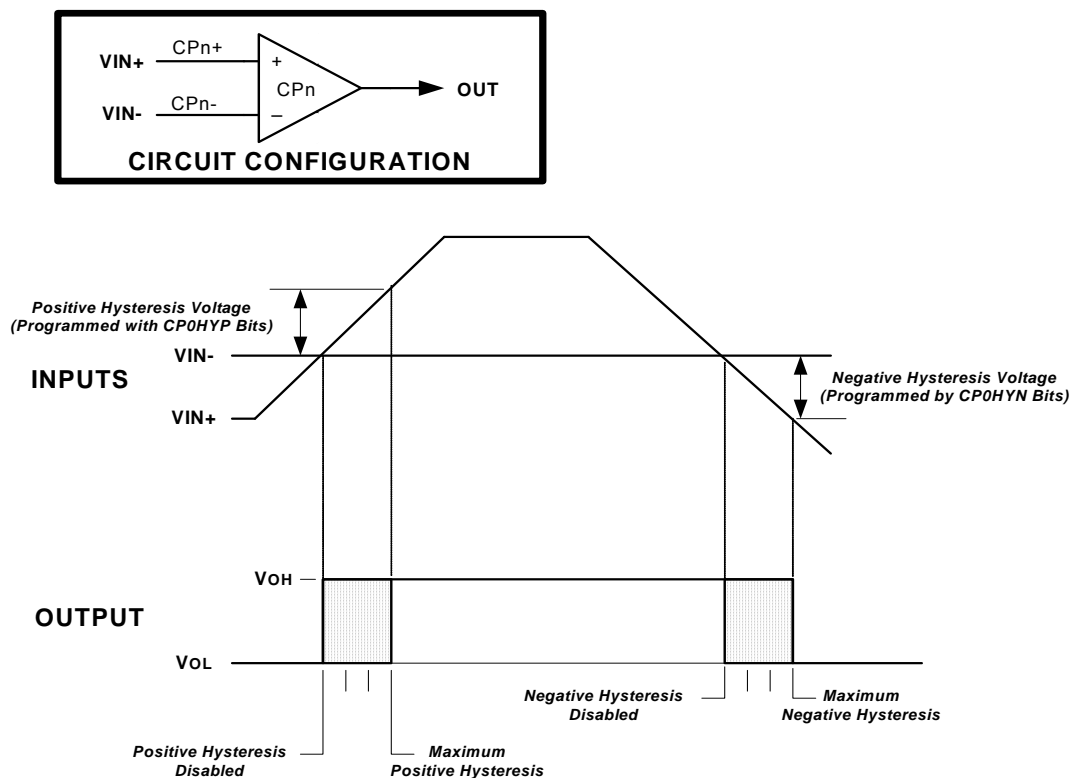 VIN+
CPn+
+
CPn
OUT
VIN-
CPn-
–
CIRCUIT CONFIGURATION
Positive Hysteresis Voltage
(Programmed with CP0HYP Bits)
VIN-
INPUTS
Negative Hysteresis Voltage
(Programmed by CP0HYN Bits)
VIN+
VOH
OUTPUT
VOL
Negative Hysteresis
Disabled
Maximum
Negative Hysteresis
Positive Hysteresis
Disabled
Maximum
Positive Hysteresis